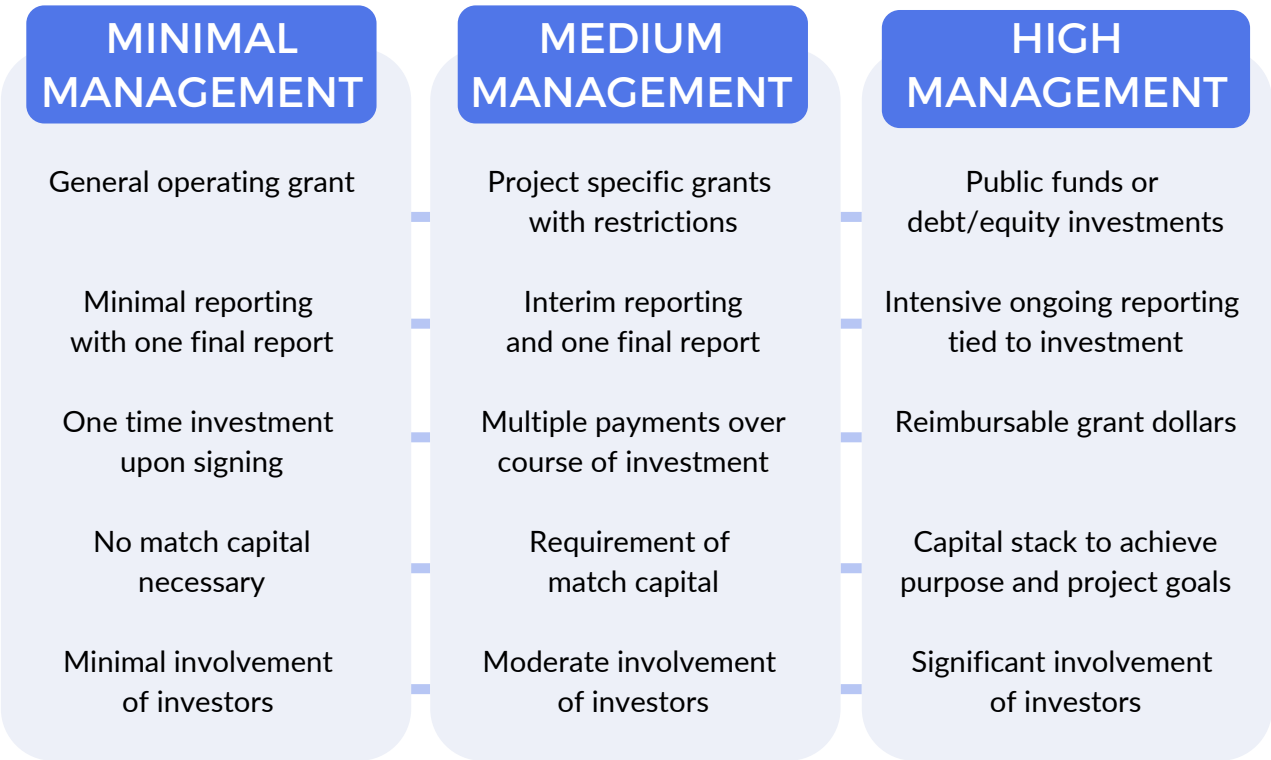 MINIMAL
MANAGEMENT
General operating grant
Minimal reporting
with one final report
One time investment
upon signing
No match capital
necessary
Minimal involvement
of investors
MEDIUM
MANAGEMENT
Project specific grants
with restrictions
Interim reporting
and one final report
Multiple payments over
course of investment
Requirement of
match capital
Moderate involvement
of investors
HIGH
MANAGEMENT
Public funds or
debt/equity investments
Intensive ongoing reporting
tied to investment
Reimbursable grant dollars
Capital stack to achieve
purpose and project goals
Significant involvement
of investors